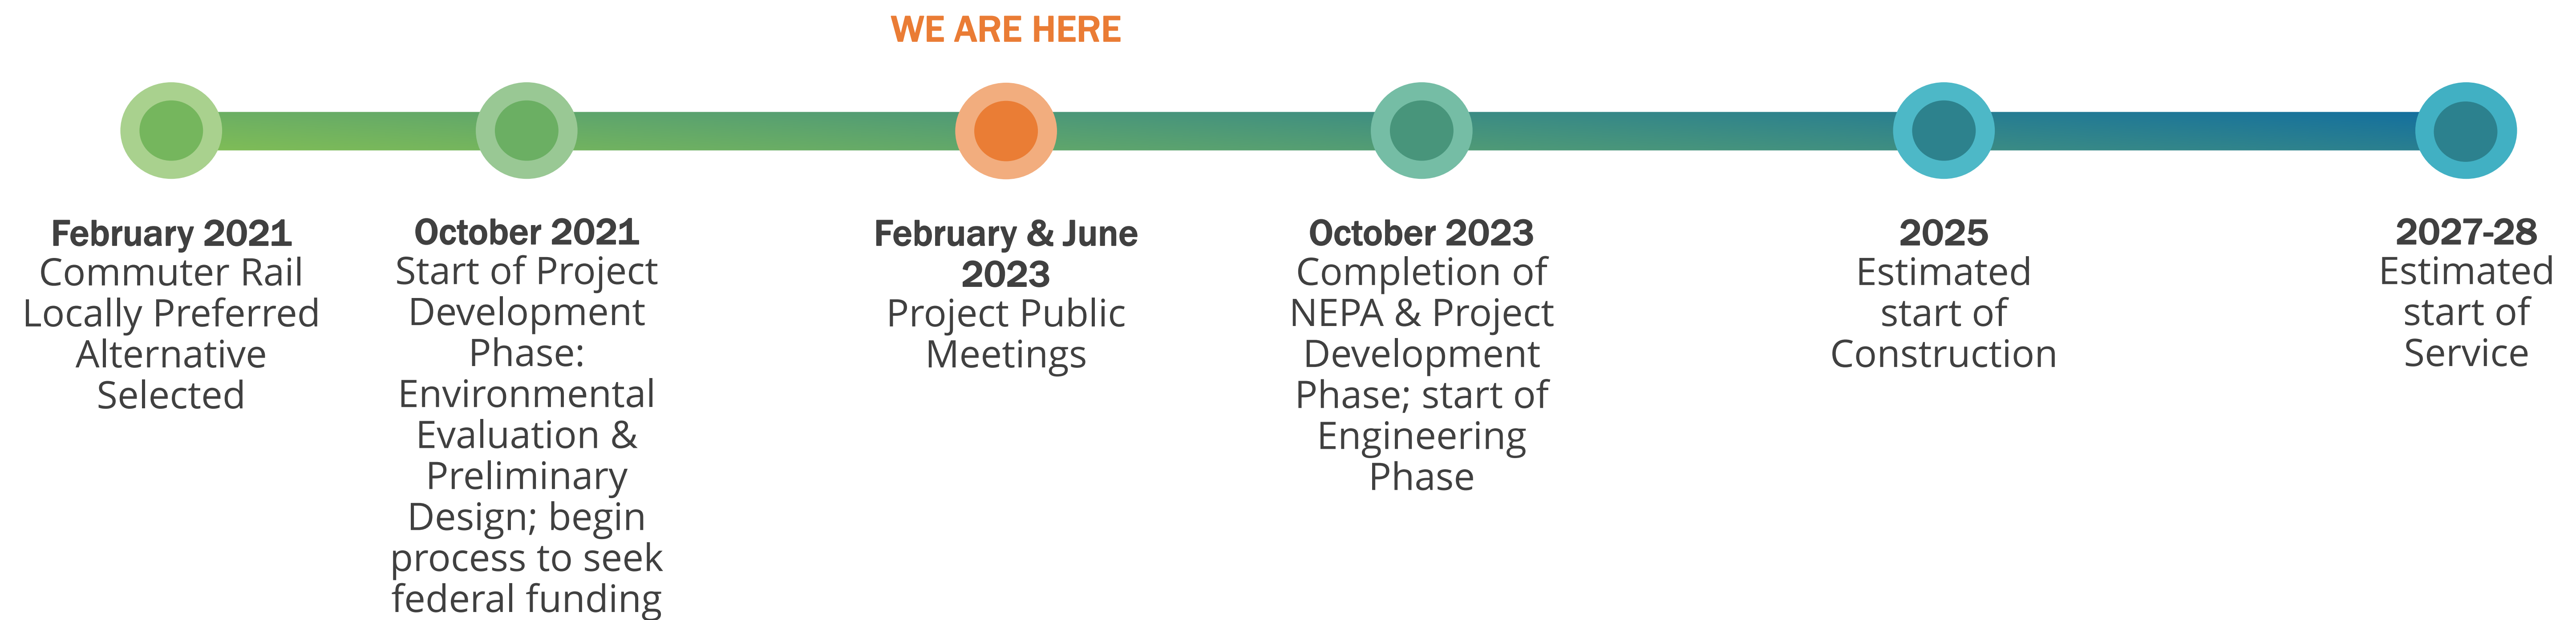 WE ARE HERE
February 2021
Commuter Rail
Locally Preferred
Alternative
Selected
October 2021
Start of Project
Development
Phase:
Environmental
Evaluation &
Preliminary
Design; begin
process to seek
federal funding
February & June
2023
Project Public
Meetings
October 2023
Completion of
NEPA & Project
Development
Phase; start of
Engineering
Phase
2025
Estimated
start of
Construction
2027-28
Estimated
start of
Service